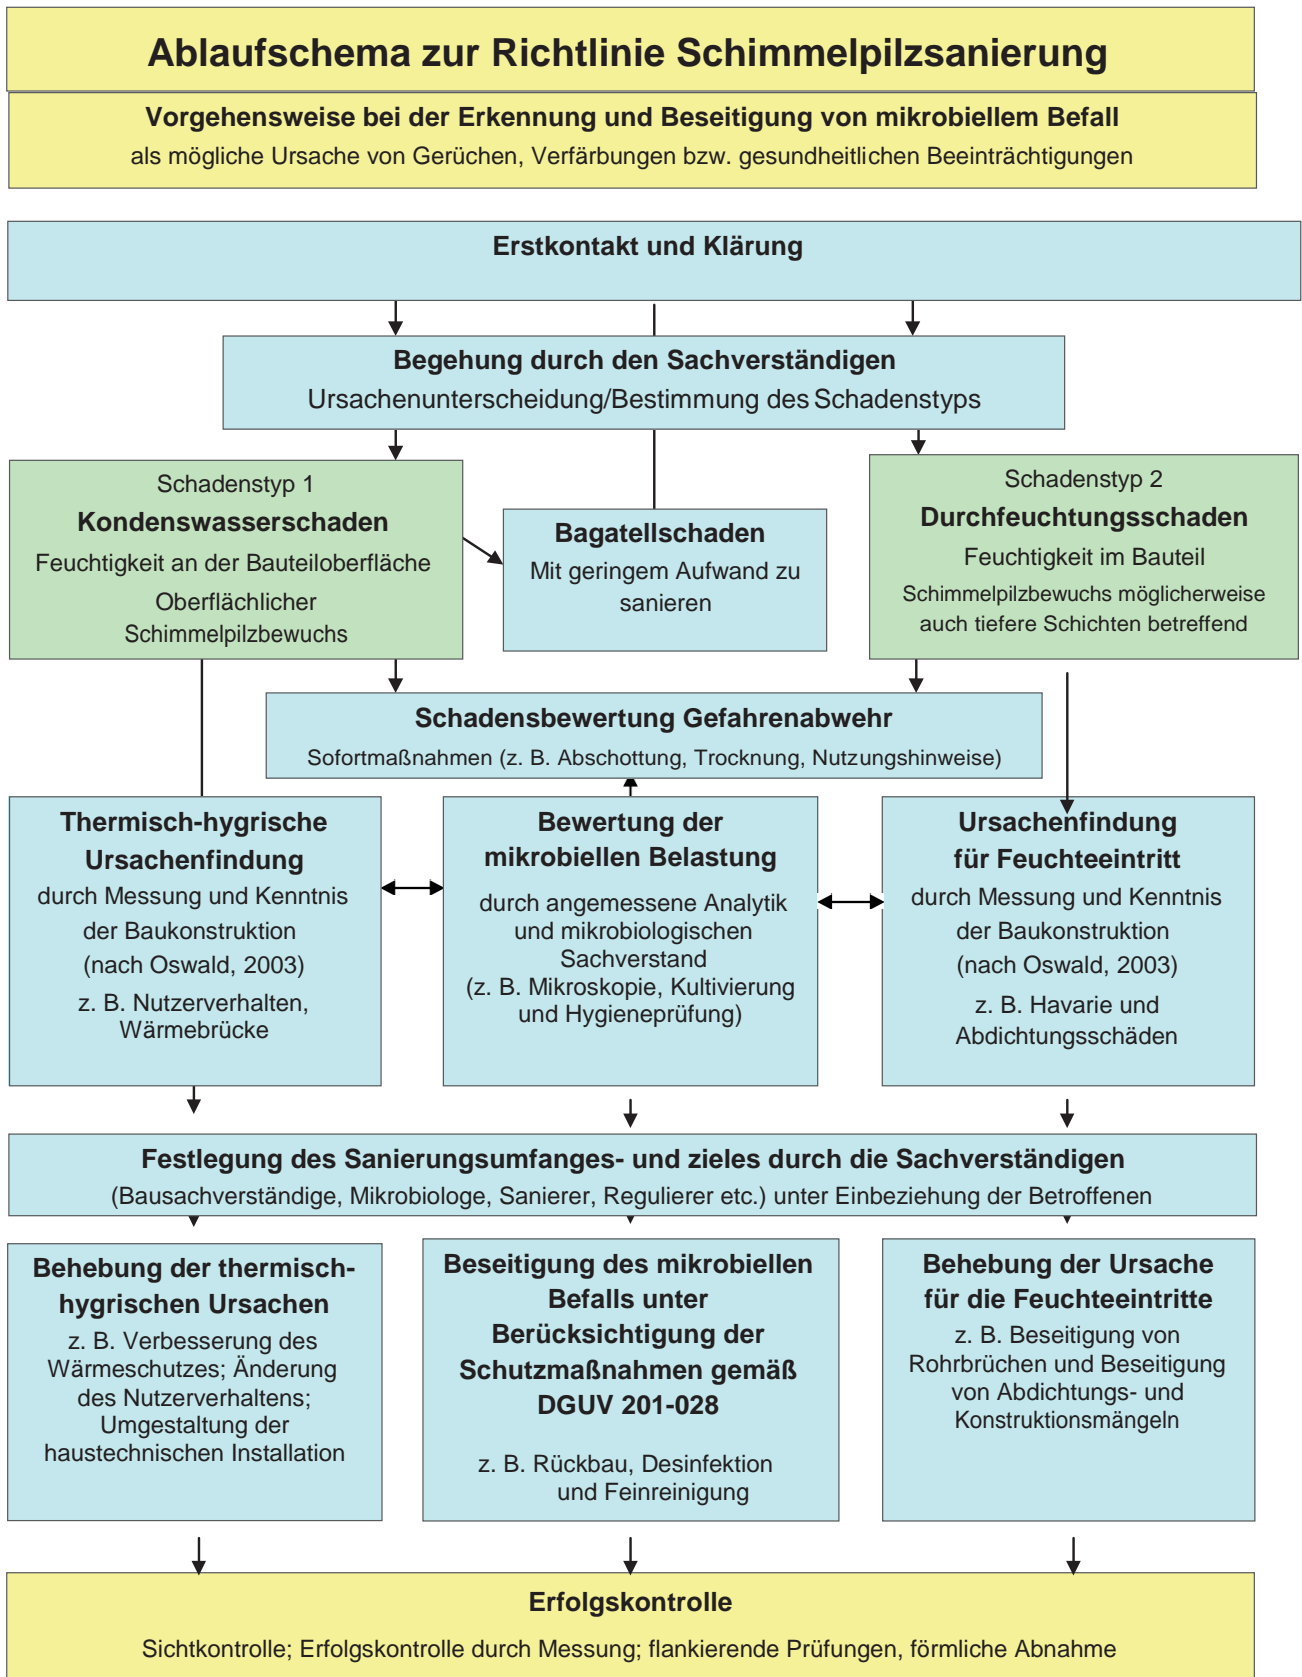 Ablaufschema zur Richtlinie Schimmelpilzsanierung
Vorgehensweise bei der Erkennung und Beseitigung von mikrobiellem Befall
als mögliche Ursache von Gerüchen, Verfärbungen bzw. gesundheitlichen Beeinträchtigungen
Erstkontakt und Klärung
Begehung durch den Sachverständigen
Ursachenunterscheidung/Bestimmung des Schadenstyps
Schadenstyp 1
Kondenswasserschaden
Feuchtigkeit an der Bauteiloberfläche
Oberflächlicher
Schimmelpilzbewuchs
Bagatellschaden
Mit geringem Aufwand zu
sanieren
Schadenstyp 2
Durchfeuchtungsschaden
Feuchtigkeit im Bauteil
Schimmelpilzbewuchs möglicherweise
auch tiefere Schichten betreffend
Schadensbewertung Gefahrenabwehr
Sofortmaßnahmen (z. B. Abschottung, Trocknung, Nutzungshinweise)
Thermisch-hygrische
Ursachenfindung
durch Messung und Kenntnis
der Baukonstruktion
(nach Oswald, 2003)
z. B. Nutzerverhalten,
Wärmebrücke
Bewertung der
mikrobiellen Belastung
durch angemessene Analytik
und mikrobiologischen
Sachverstand
(z. B. Mikroskopie, Kultivierung
und Hygieneprüfung)
Ursachenfindung
für Feuchteeintritt
durch Messung und Kenntnis
der Baukonstruktion
(nach Oswald, 2003)
z. B. Havarie und
Abdichtungsschäden
Festlegung des Sanierungsumfanges- und zieles durch die Sachverständigen
(Bausachverständige, Mikrobiologe, Sanierer, Regulierer etc.) unter Einbeziehung der Betroffenen
Behebung der thermisch-
hygrischen Ursachen
z. B. Verbesserung des
Wärmeschutzes; Änderung
des Nutzerverhaltens;
Umgestaltung der
haustechnischen Installation
Beseitigung des mikrobiellen
Befalls unter
Berücksichtigung der
Schutzmaßnahmen gemäß
DGUV 201-028
z. B. Rückbau, Desinfektion
und Feinreinigung
Behebung der Ursache
für die Feuchteeintritte
z. B. Beseitigung von
Rohrbrüchen und Beseitigung
von Abdichtungs- und
Konstruktionsmängeln
Erfolgskontrolle
Sichtkontrolle; Erfolgskontrolle durch Messung; flankierende Prüfungen, förmliche Abnahme